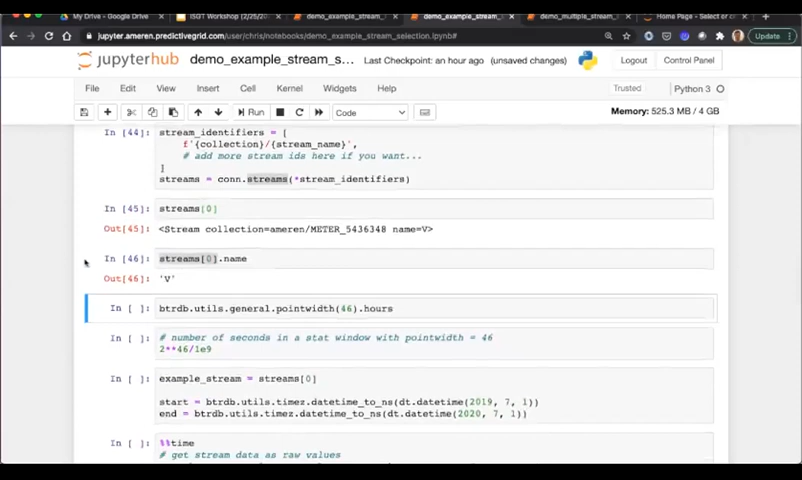 My Drive - Google Drive
ISGT Workshop (2/25/20
demo_example_stream_
demo_example_stream_
demo_multiple_stream_
Home Page - Select or c
jupyter.ameren.predictivegrid.com/user/chris/notebooks/demo_example_stream_selection.ipynb#
Update
jupyterhub
demo_example_stream_s...
Last Checkpoint: an hour ago (unsaved changes)
Logout
Control Panel
File Edit View Insert Cell Kernel Widgets Help
Trusted
Python 3
Run
Code
Memory: 525.3 MB / 4 GB
In [44]: stream_identifiers = [
f'{collection}/{stream_name}',
# add more stream ids here if you want...
]
streams = conn.streams(*stream_identifiers)
In [45]: streams[0]
Out[45]: <Stream collection=ameren/METER_5436348 name=V>
In [46]: streams[0].name
Out[46]: 'V'
In [ ]: btrdb.utils.general.pointwidth(46).hours
In [ ]: # number of seconds in a stat window with pointwidth = 46
2**46/1e9
In [ ]: example_stream = streams[0]
start = btrdb.utils.timez.datetime_to_ns(dt.datetime(2019, 7, 1))
end = btrdb.utils.timez.datetime_to_ns(dt.datetime(2020, 7, 1))
In [ ]: %%time
# get stream data as raw values